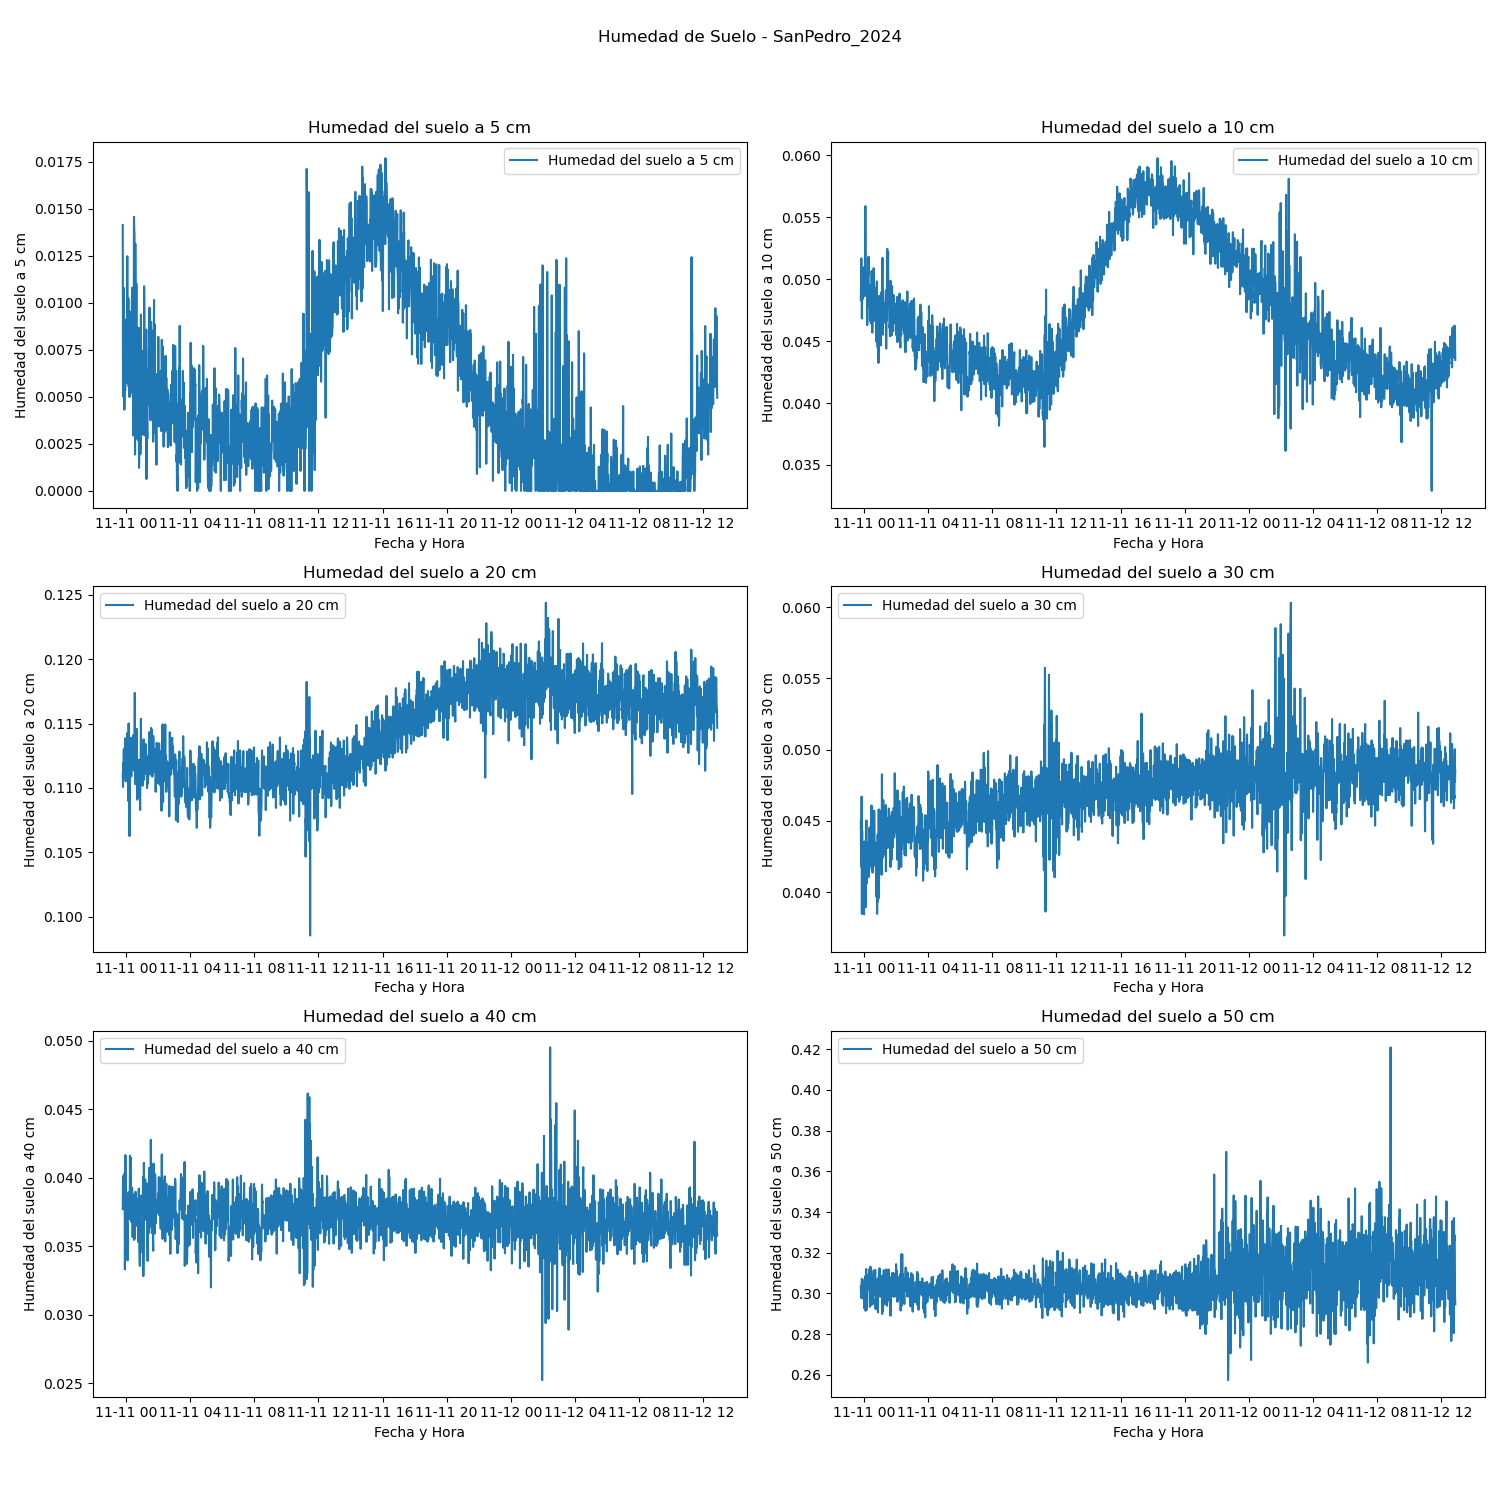 Humedad de Suelo - SanPedro_2024
Humedad del suelo a 5 cm
Humedad del suelo a 5 cm
Humedad del suelo a 5 cm
0.0175
0.0150
0.0125
0.0100
0.0075
0.0050
0.0025
0.0000
11-11 00 11-11 04 11-11 08 11-11 12 11-11 16 11-11 20 11-12 00 11-12 04 11-12 08 11-12 12
Fecha y Hora
Humedad del suelo a 10 cm
Humedad del suelo a 10 cm
Humedad del suelo a 10 cm
0.060
0.055
0.050
0.045
0.040
0.035
11-11 00 11-11 04 11-11 08 11-11 12 11-11 16 11-11 20 11-12 00 11-12 04 11-12 08 11-12 12
Fecha y Hora
Humedad del suelo a 20 cm
Humedad del suelo a 20 cm
Humedad del suelo a 20 cm
0.125
0.120
0.115
0.110
0.105
0.100
11-11 00 11-11 04 11-11 08 11-11 12 11-11 16 11-11 20 11-12 00 11-12 04 11-12 08 11-12 12
Fecha y Hora
Humedad del suelo a 30 cm
Humedad del suelo a 30 cm
Humedad del suelo a 30 cm
0.060
0.055
0.050
0.045
0.040
11-11 00 11-11 04 11-11 08 11-11 12 11-11 16 11-11 20 11-12 00 11-12 04 11-12 08 11-12 12
Fecha y Hora
Humedad del suelo a 40 cm
Humedad del suelo a 40 cm
Humedad del suelo a 40 cm
0.050
0.045
0.040
0.035
0.030
0.025
11-11 00 11-11 04 11-11 08 11-11 12 11-11 16 11-11 20 11-12 00 11-12 04 11-12 08 11-12 12
Fecha y Hora
Humedad del suelo a 50 cm
Humedad del suelo a 50 cm
Humedad del suelo a 50 cm
0.42
0.40
0.38
0.36
0.34
0.32
0.30
0.28
0.26
11-11 00 11-11 04 11-11 08 11-11 12 11-11 16 11-11 20 11-12 00 11-12 04 11-12 08 11-12 12
Fecha y Hora